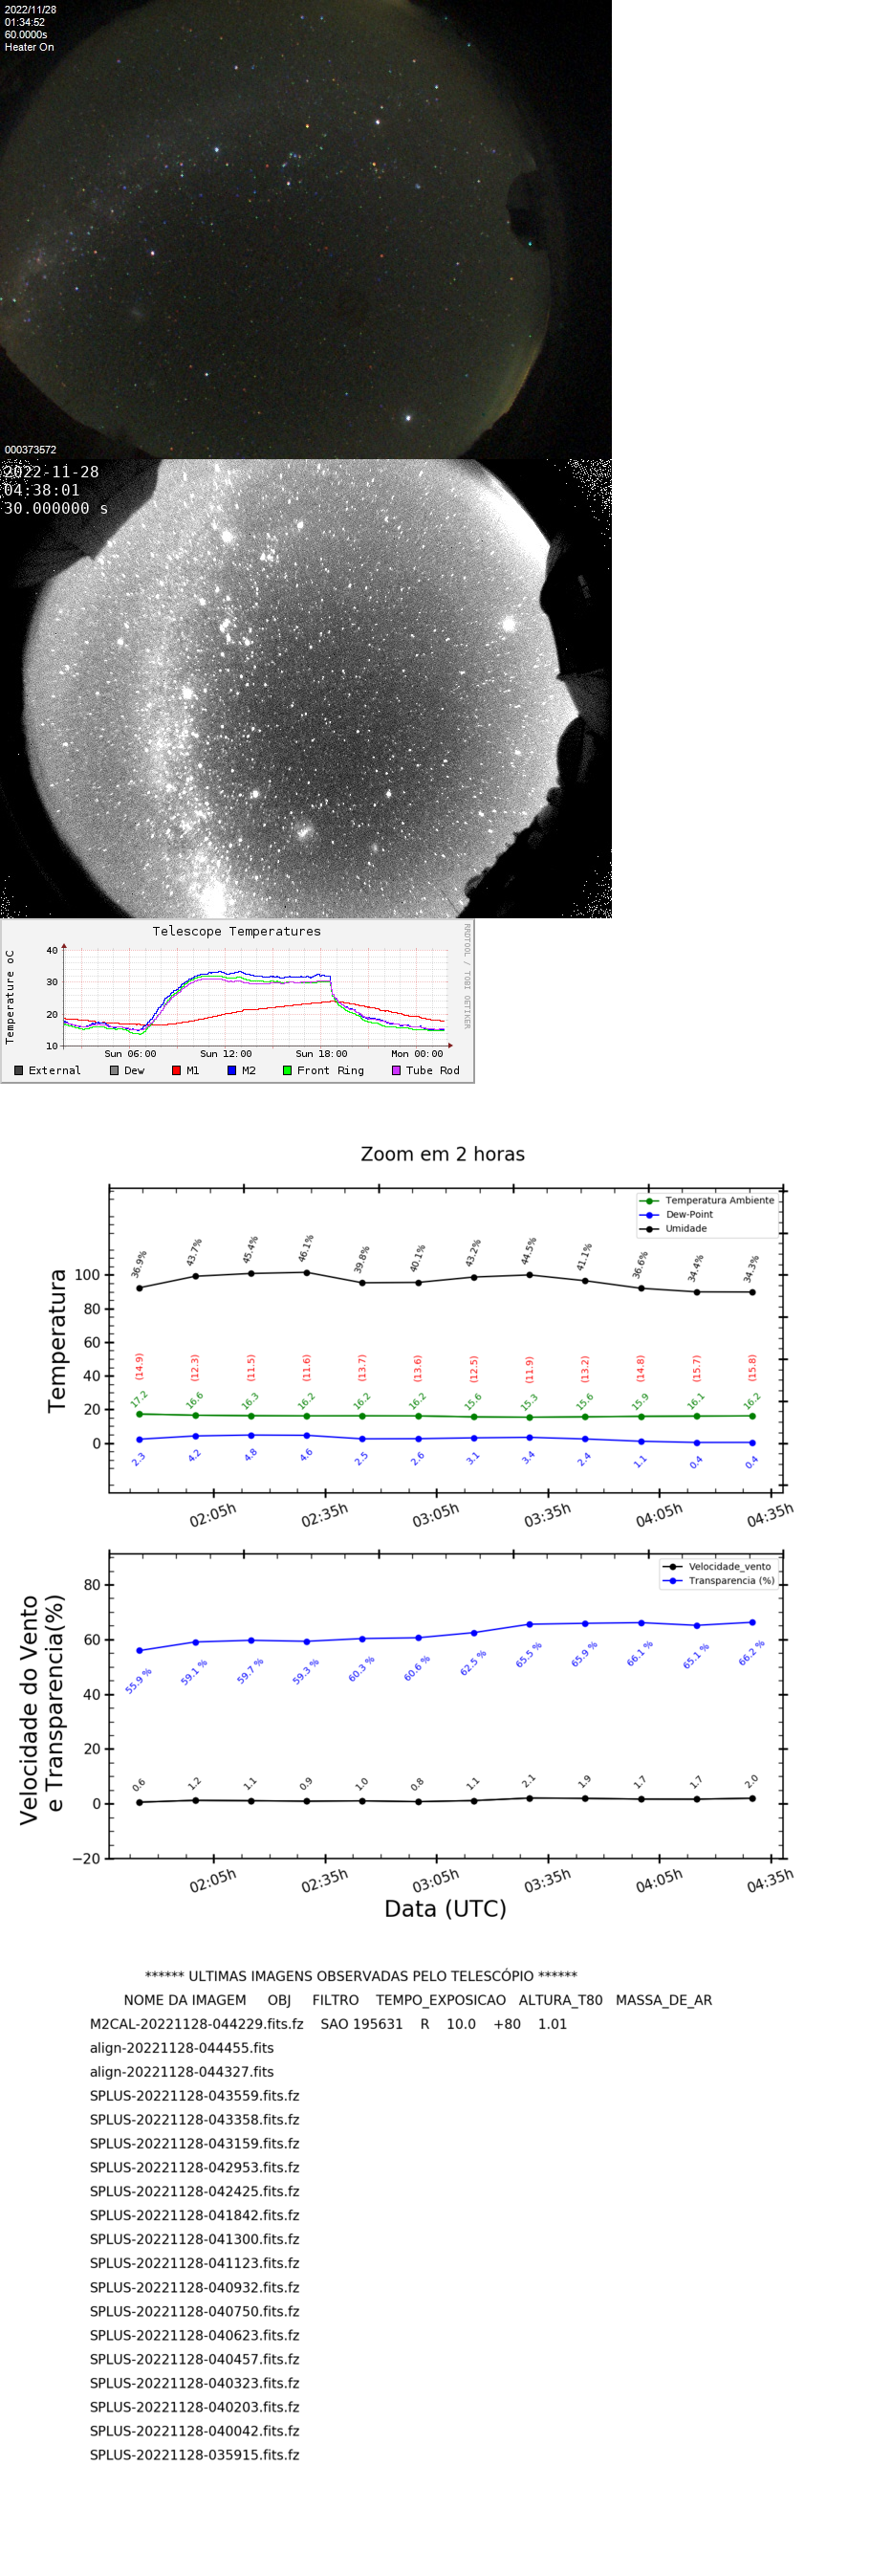 2022/11/28
01:34:52
60.0000s
Heater On
000373572
2022-11-28
04:38:01
30.000000 s
Telescope Temperatures
Temperature oC
RRDTOOL / TOBI OETIKER
40
30
20
10
Sun 06:00 Sun 12:00 Sun 18:00 Mon 00:00
External Dew M1 M2 Front Ring Tube Rod
Zoom em 2 horas
Temperatura
Temperatura Ambiente
Dew-Point
Umidade
100
80
60
40
20
0
36.9% 43.7% 45.4% 46.1% 39.8% 40.1% 43.2% 44.5% 41.1% 36.6% 34.4% 34.3%
(14.9) (12.3) (11.5) (11.6) (13.7) (13.6) (12.5) (11.9) (13.2) (14.8) (15.7) (15.8)
17.2 16.6 16.3 16.2 16.2 16.2 15.6 15.3 15.6 15.9 16.1 16.2
2.3 4.2 4.8 4.6 2.5 2.6 3.1 3.4 2.4 1.1 0.4 0.4
02:05h 02:35h 03:05h 03:35h 04:05h 04:35h
Velocidade do Vento
e Transparencia(%)
Velocidade_vento
Transparencia (%)
80
60
40
20
0
−20
55.9 % 59.1 % 59.7 % 59.3 % 60.3 % 60.6 % 62.5 % 65.5 % 65.9 % 66.1 % 65.1 % 66.2 %
0.6 1.2 1.1 0.9 1.0 0.8 1.1 2.1 1.9 1.7 1.7 2.0
02:05h 02:35h 03:05h 03:35h 04:05h 04:35h
Data (UTC)
****** ULTIMAS IMAGENS OBSERVADAS PELO TELESCÓPIO ******
NOME DA IMAGEM OBJ FILTRO TEMPO_EXPOSICAO ALTURA_T80 MASSA_DE_AR
M2CAL-20221128-044229.fits.fz SAO 195631 R 10.0 +80 1.01
align-20221128-044455.fits
align-20221128-044327.fits
SPLUS-20221128-043559.fits.fz
SPLUS-20221128-043358.fits.fz
SPLUS-20221128-043159.fits.fz
SPLUS-20221128-042953.fits.fz
SPLUS-20221128-042425.fits.fz
SPLUS-20221128-041842.fits.fz
SPLUS-20221128-041300.fits.fz
SPLUS-20221128-041123.fits.fz
SPLUS-20221128-040932.fits.fz
SPLUS-20221128-040750.fits.fz
SPLUS-20221128-040623.fits.fz
SPLUS-20221128-040457.fits.fz
SPLUS-20221128-040323.fits.fz
SPLUS-20221128-040203.fits.fz
SPLUS-20221128-040042.fits.fz
SPLUS-20221128-035915.fits.fz